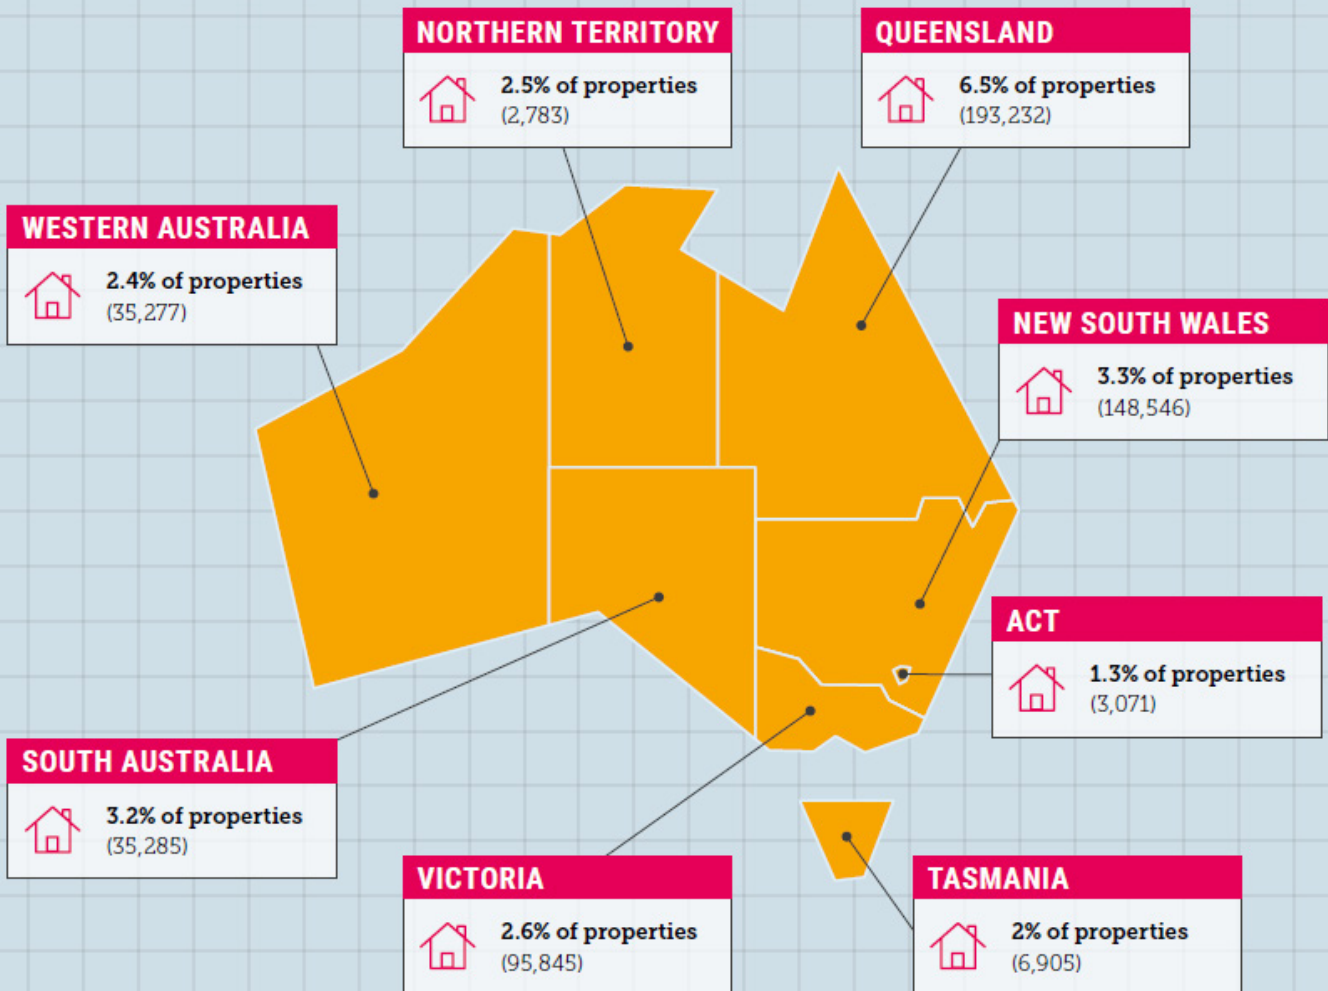 NORTHERN TERRITORY
2.5% of properties
(2,783)
QUEENSLAND
6.5% of properties
(193,232)
WESTERN AUSTRALIA
2.4% of properties
(35,277)
NEW SOUTH WALES
3.3% of properties
(148,546)
ACT
1.3% of properties
(3,071)
SOUTH AUSTRALIA
3.2% of properties
(35,285)
VICTORIA
2.6% of properties
(95,845)
TASMANIA
2% of properties
(6,905)